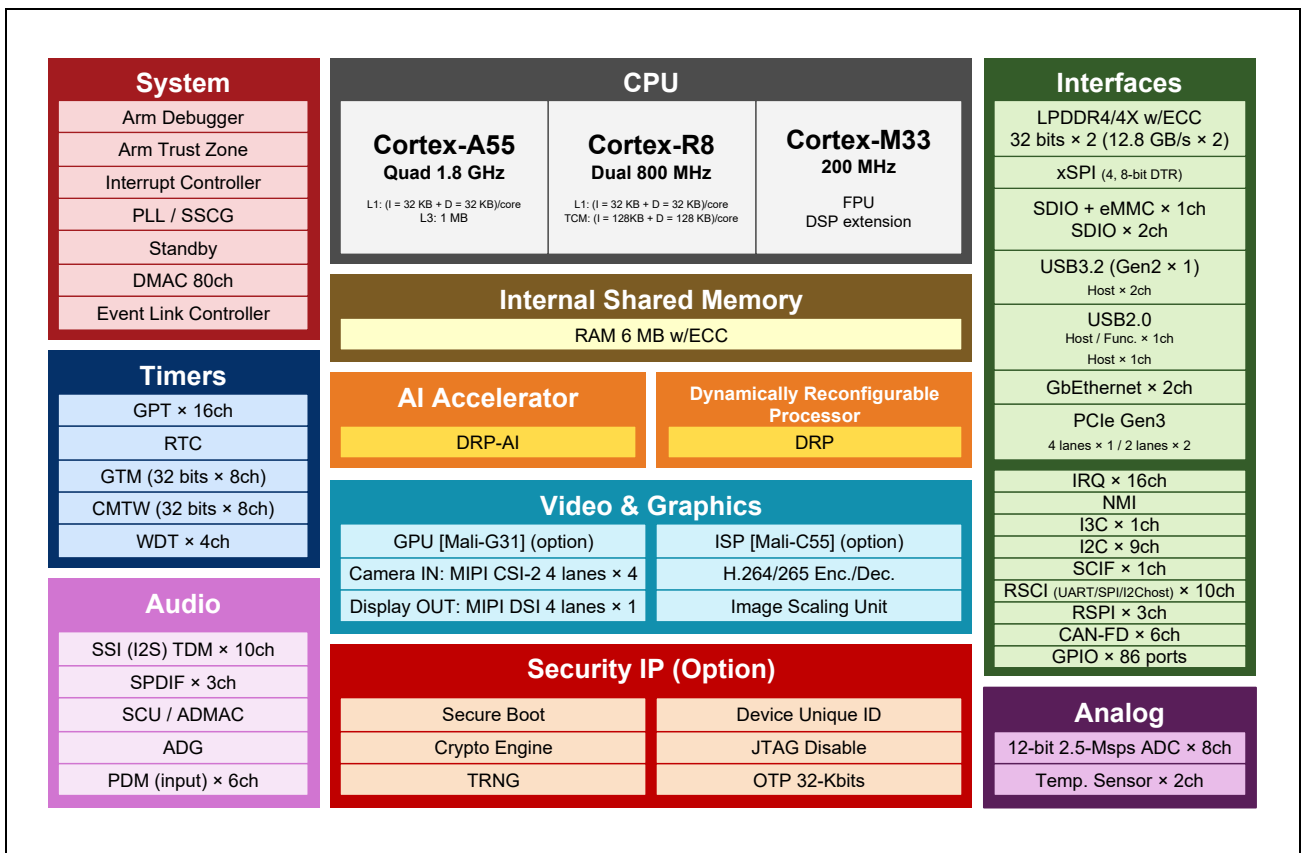 System
Arm Debugger
Arm Trust Zone
Interrupt Controller
PLL / SSCG
Standby
DMAC 80ch
Event Link Controller
Timers
GPT × 16ch
RTC
GTM (32 bits × 8ch)
CMTW (32 bits × 8ch)
WDT × 4ch
Audio
SSI (I2S) TDM × 10ch
SPDIF × 3ch
SCU / ADMAC
ADG
PDM (input) × 6ch
CPU
Cortex-A55
Quad 1.8 GHz
L1: (I = 32 KB + D = 32 KB)/core
L3: 1 MB
Cortex-R8
Dual 800 MHz
L1: (I = 32 KB + D = 32 KB)/core
TCM: (I = 128KB + D = 128 KB)/core
Cortex-M33
200 MHz
FPU
DSP extension
Internal Shared Memory
RAM 6 MB w/ECC
AI Accelerator
DRP-AI
Dynamically Reconfigurable
Processor
DRP
Video & Graphics
GPU [Mali-G31] (option)
Camera IN: MIPI CSI-2 4 lanes × 4
Display OUT: MIPI DSI 4 lanes × 1
ISP [Mali-C55] (option)
H.264/265 Enc./Dec.
Image Scaling Unit
Security IP (Option)
Secure Boot
Crypto Engine
TRNG
Device Unique ID
JTAG Disable
OTP 32-Kbits
Interfaces
LPDDR4/4X w/ECC
32 bits × 2 (12.8 GB/s × 2)
xSPI (4, 8-bit DTR)
SDIO + eMMC × 1ch
SDIO × 2ch
USB3.2 (Gen2 × 1)
Host × 2ch
USB2.0
Host / Func. × 1ch
Host × 1ch
GbEthernet × 2ch
PCIe Gen3
4 lanes × 1 / 2 lanes × 2
IRQ × 16ch
NMI
I3C × 1ch
I2C × 9ch
SCIF × 1ch
RSCI (UART/SPI/I2Chost) × 10ch
RSPI × 3ch
CAN-FD × 6ch
GPIO × 86 ports
Analog
12-bit 2.5-Msps ADC × 8ch
Temp. Sensor × 2ch